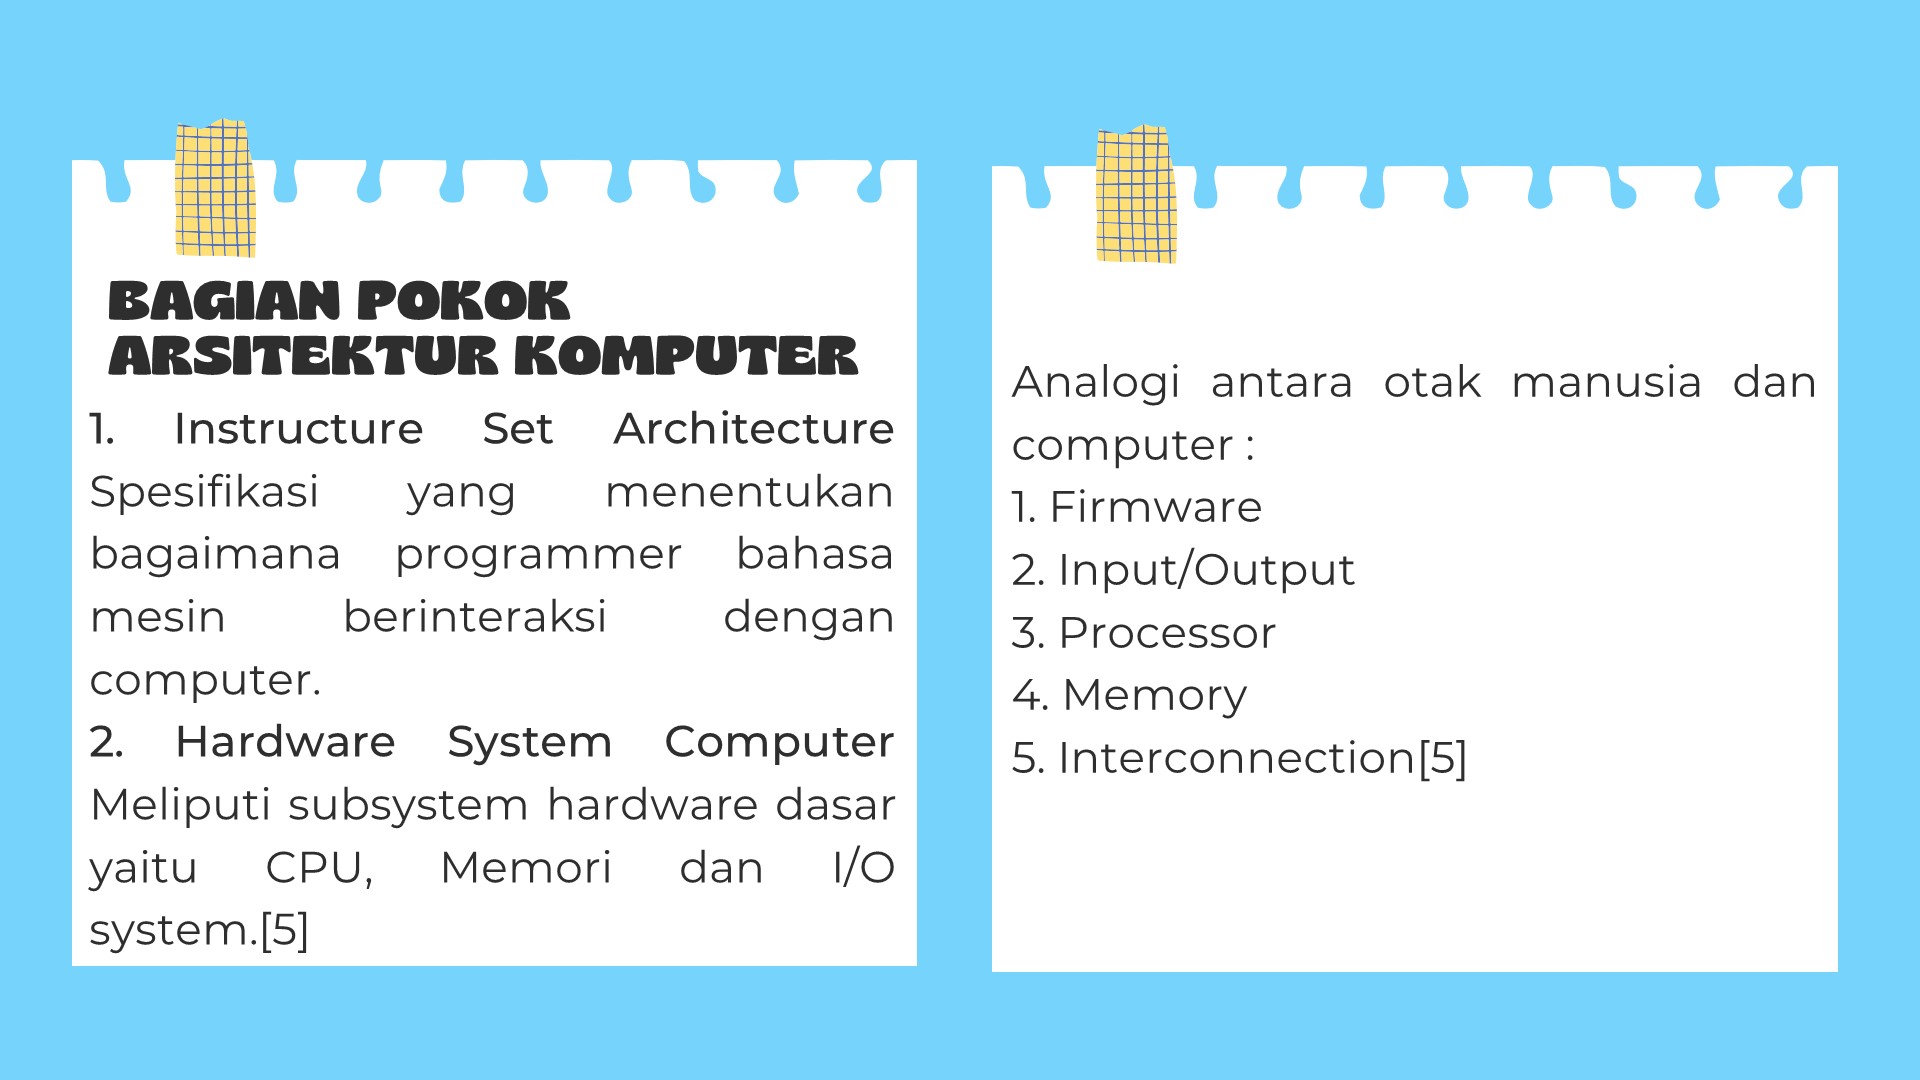 BAGIAN POKOK
ARSITEKTUR KOMPUTER
1. Instructure Set Architecture
Spesifikasi yang menentukan
bagaimana programmer bahasa
mesin berinteraksi dengan
computer.
2. Hardware System Computer
Meliputi subsystem hardware dasar
yaitu CPU, Memori dan I/O
system.[5]
Analogi antara otak manusia dan
computer :
1. Firmware
2. Input/Output
3. Processor
4. Memory
5. Interconnection[5]